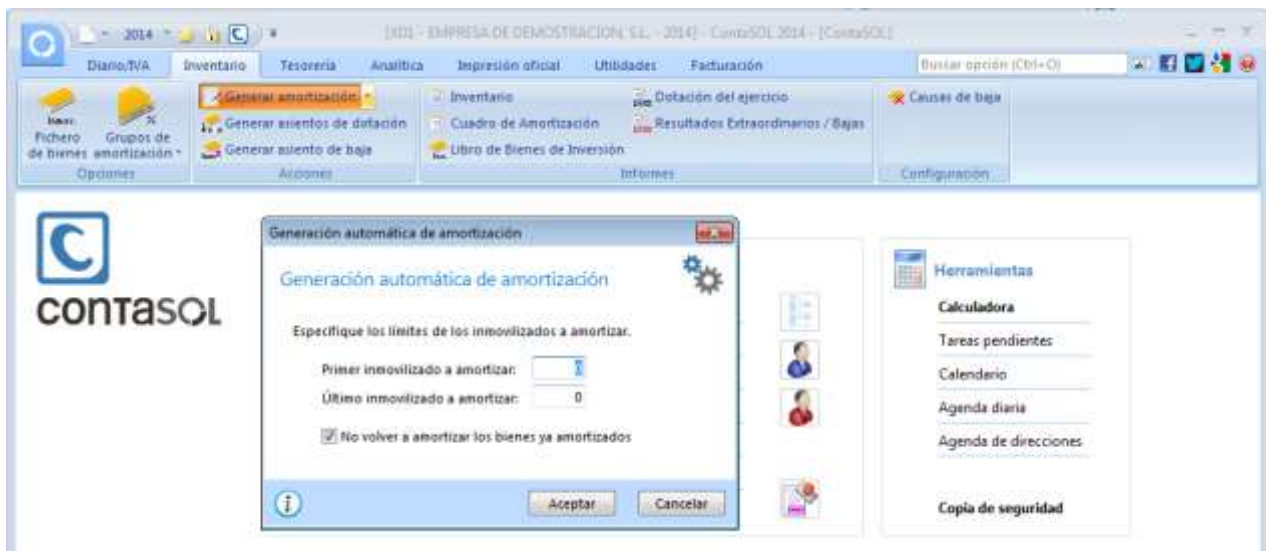 2014
[XD1 - EMPRESA DE DEMOSTRACION, S.L. - 2014] - ContaSOL 2014 - [ContaSOL]
Diario/IVA Inventario Tesorería Analítica Impresión oficial Utilidades Facturación Buscar opción (Ctrl+O)
Generar amortización Inventario Dotación del ejercicio Causas de baja
Generar asientos de dotación Cuadro de Amortización Resultados Extraordinarios / Bajas
Generar asiento de baja Libro de Bienes de Inversión
Fichero de bienes
Grupos de amortización
Opciones Acciones Informes Configuración
contasol
Generación automática de amortización
Generación automática de amortización
Especifique los límites de los inmovilizados a amortizar.
Primer inmovilizado a amortizar: 0
Último inmovilizado a amortizar: 0
No volver a amortizar los bienes ya amortizados
Aceptar Cancelar
Herramientas
Calculadora
Tareas pendientes
Calendario
Agenda diaria
Agenda de direcciones
Copia de seguridad